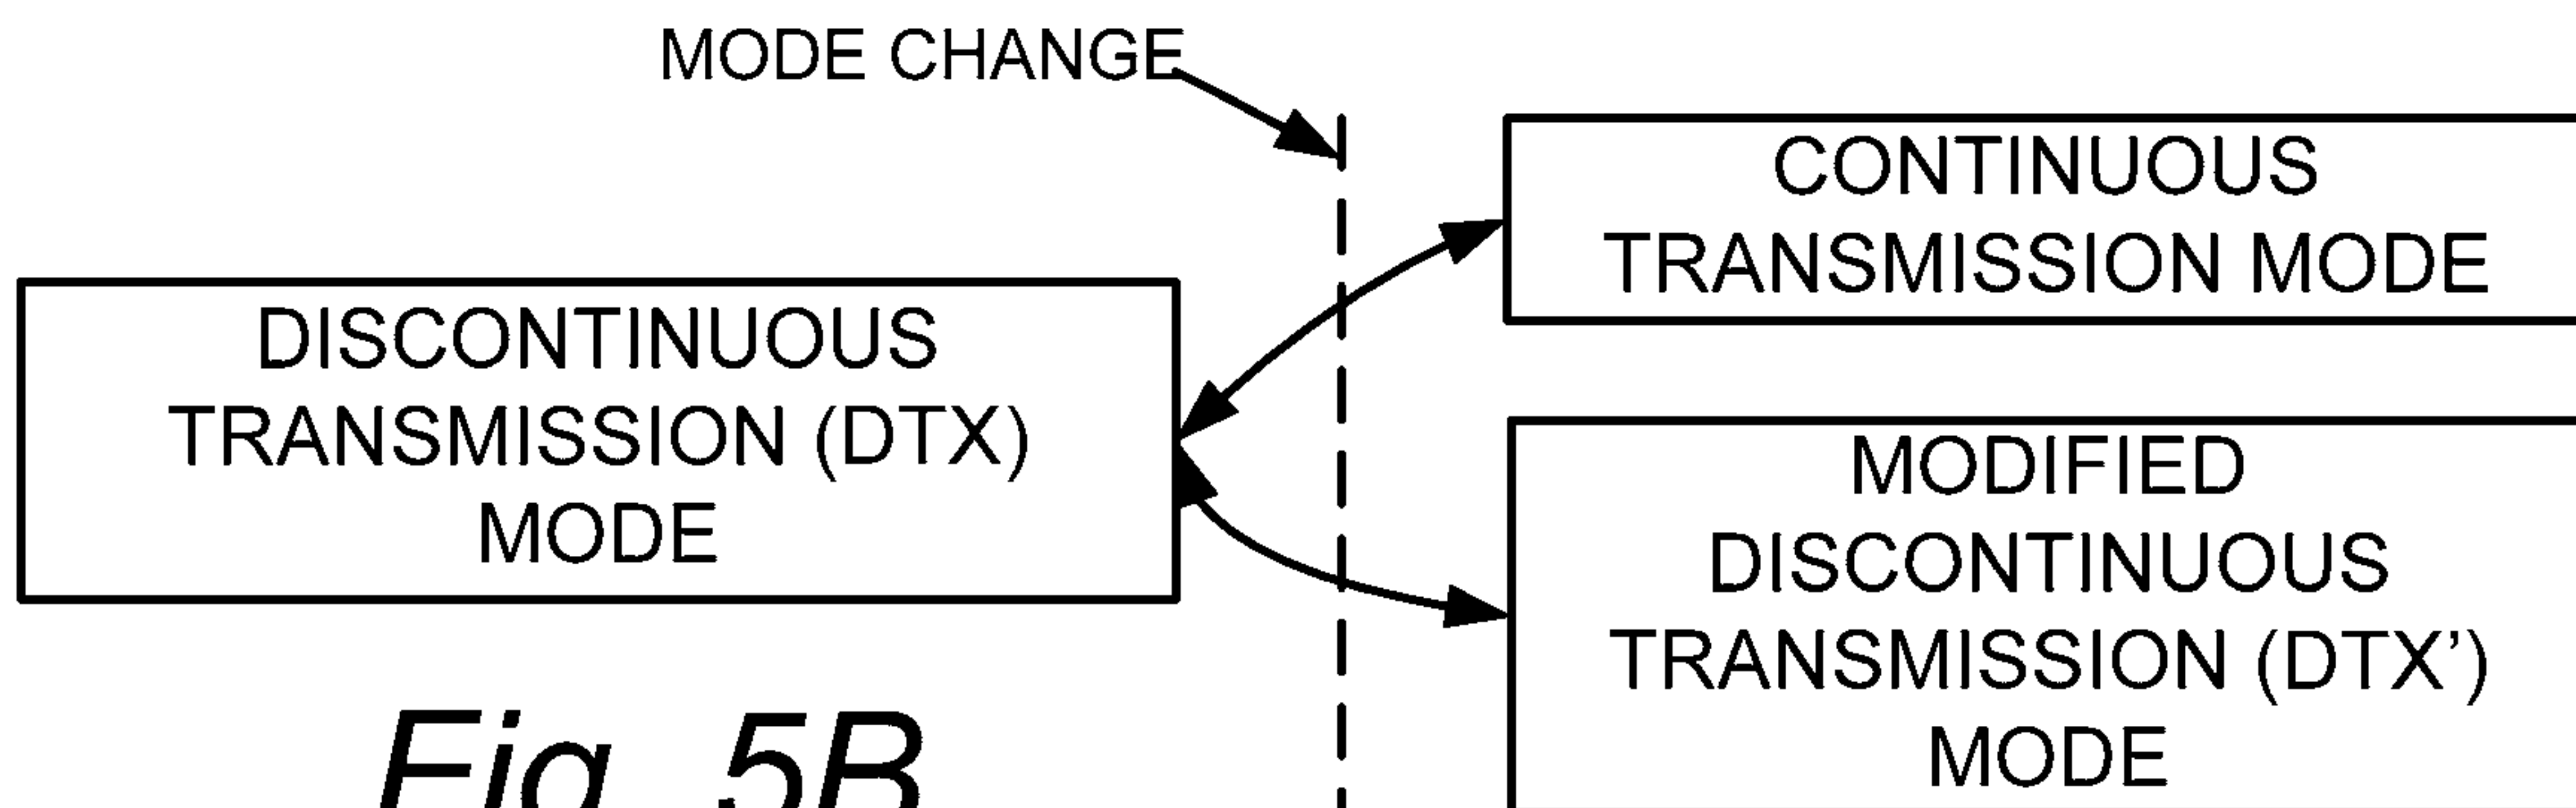 MODE CHANGE
CONTINUOUS
TRANSMISSION MODE
DISCONTINUOUS
TRANSMISSION (DTX)
MODE
MODIFIED
DISCONTINUOUS
TRANSMISSION (DTX’)
MODE
Fig. 5B